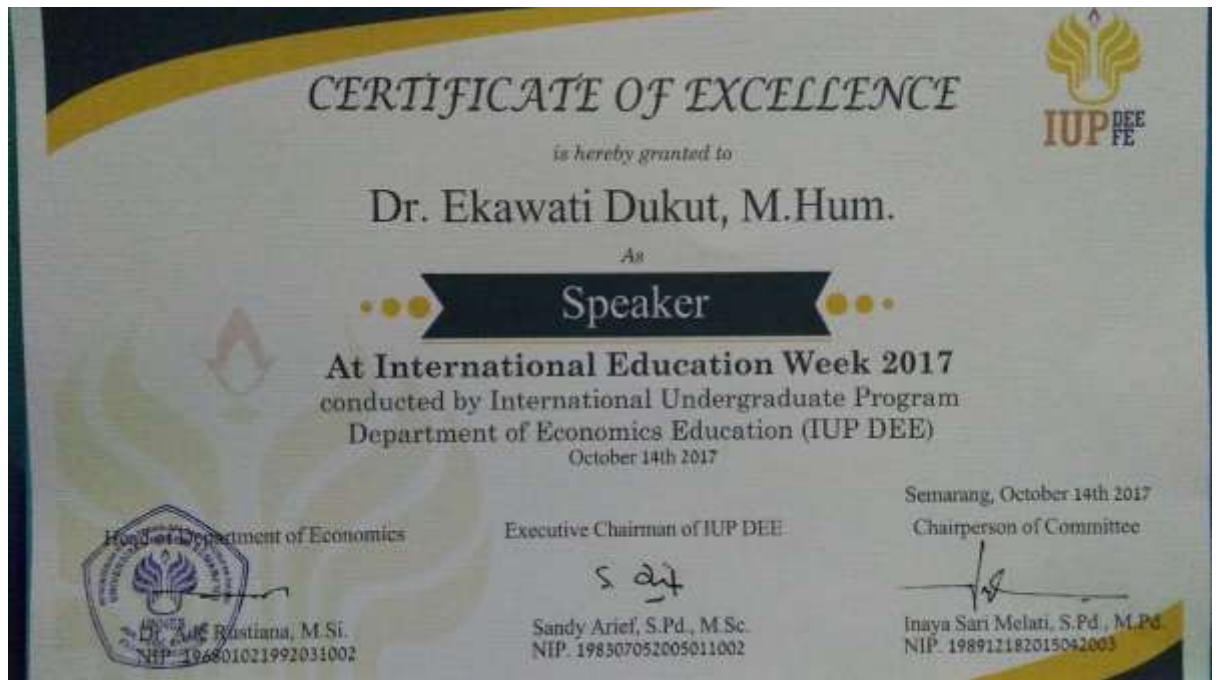 IUP DEE FE
CERTIFICATE OF EXCELLENCE
is hereby granted to
Dr. Ekawati Dukut, M.Hum.
As
Speaker
At International Education Week 2017
conducted by International Undergraduate Program
Department of Economics Education (IUP DEE)
October 14th 2017
Semarang, October 14th 2017
Head of Department of Economics
Executive Chairman of IUP DEE
Chairperson of Committee
Dr. Ade Rustiana, M.Si.
NIP. 196801021992031002
Sandy Arief, S.Pd., M.Sc.
NIP. 198307052005011002
Inaya Sari Melati, S.Pd., M.Pd.
NIP. 198912182015042003
UNNES